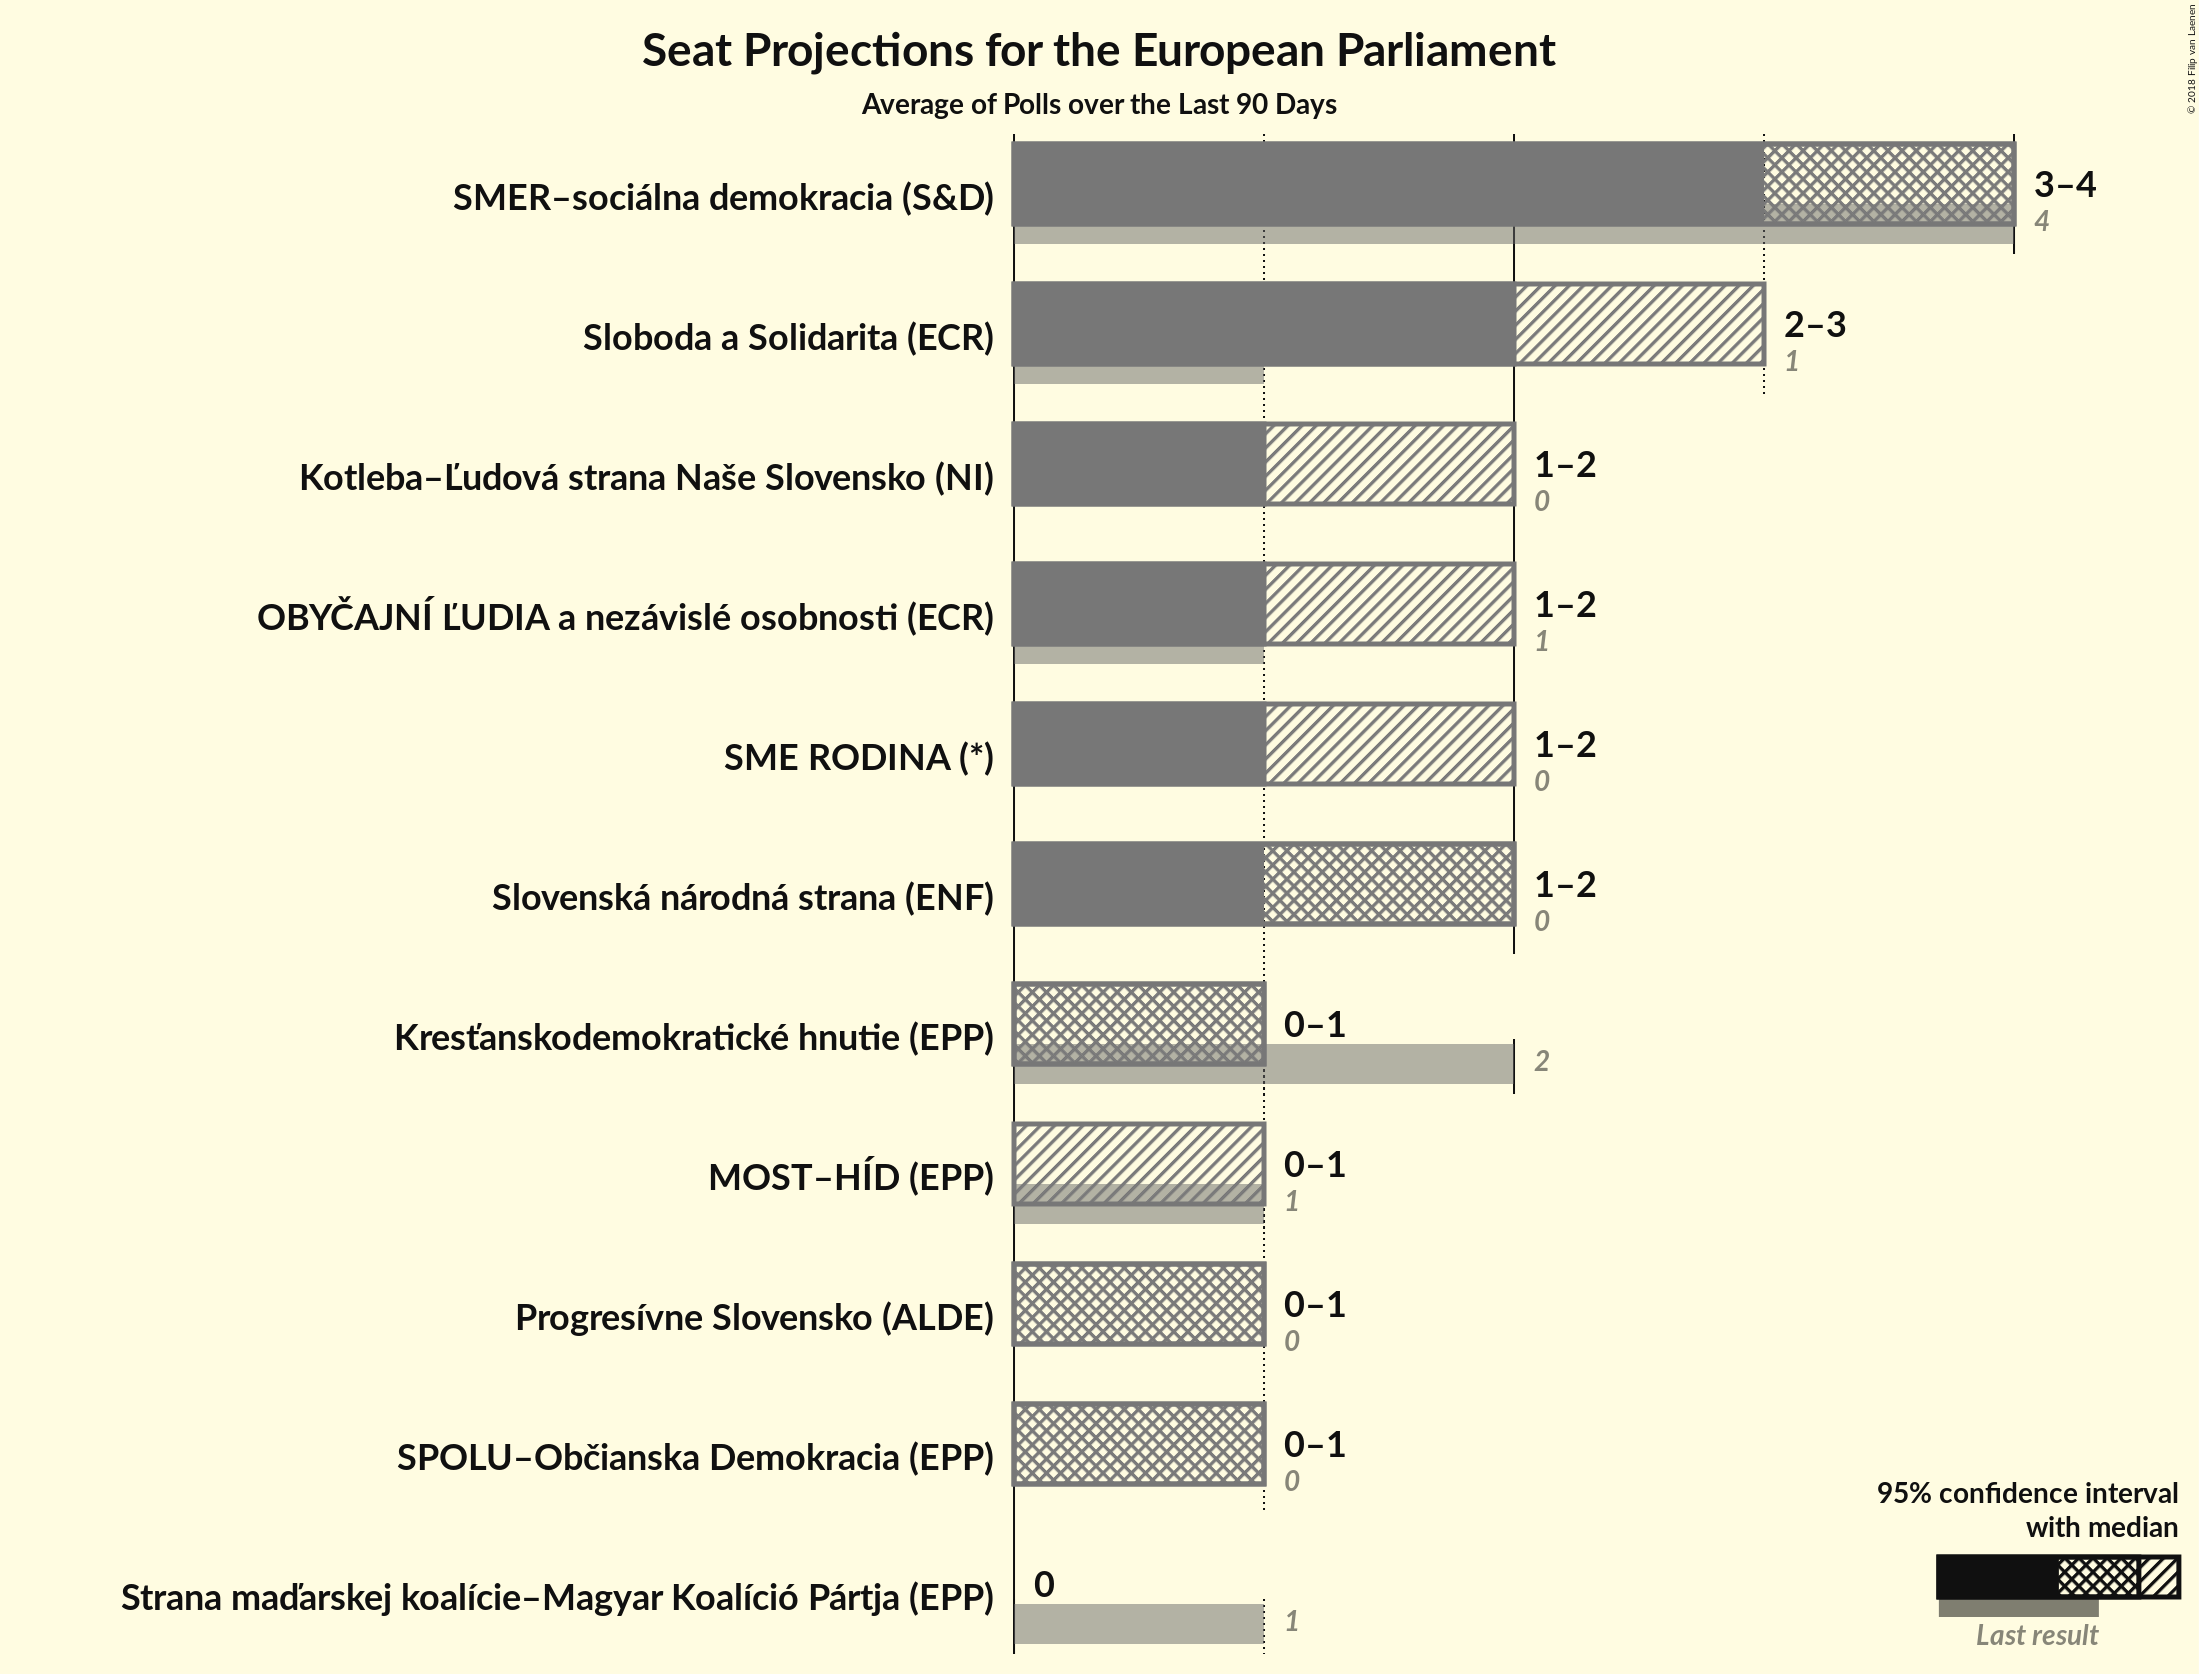 Seat Projections for the European Parliament
Average of Polls over the Last 90 Days
© 2018 Filip van Laenen
SMER–sociálna demokracia (S&D)
3–4
4
Sloboda a Solidarita (ECR)
2–3
1
Kotleba–Ľudová strana Naše Slovensko (NI)
1–2
0
OBYČAJNÍ ĽUDIA a nezávislé osobnosti (ECR)
1–2
1
SME RODINA (*)
1–2
0
Slovenská národná strana (ENF)
1–2
0
Kresťanskodemokratické hnutie (EPP)
0–1
2
MOST–HÍD (EPP)
0–1
1
Progresívne Slovensko (ALDE)
0–1
0
SPOLU–Občianska Demokracia (EPP)
0–1
0
Strana maďarskej koalície–Magyar Koalíció Pártja (EPP)
0
1
95% confidence interval
with median
Last result